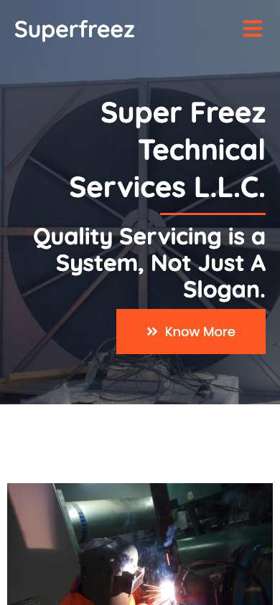 Superfreez
Super Freez
Technical
Services L.L.C.
Quality Servicing is a
System, Not Just A
Slogan.
Know More